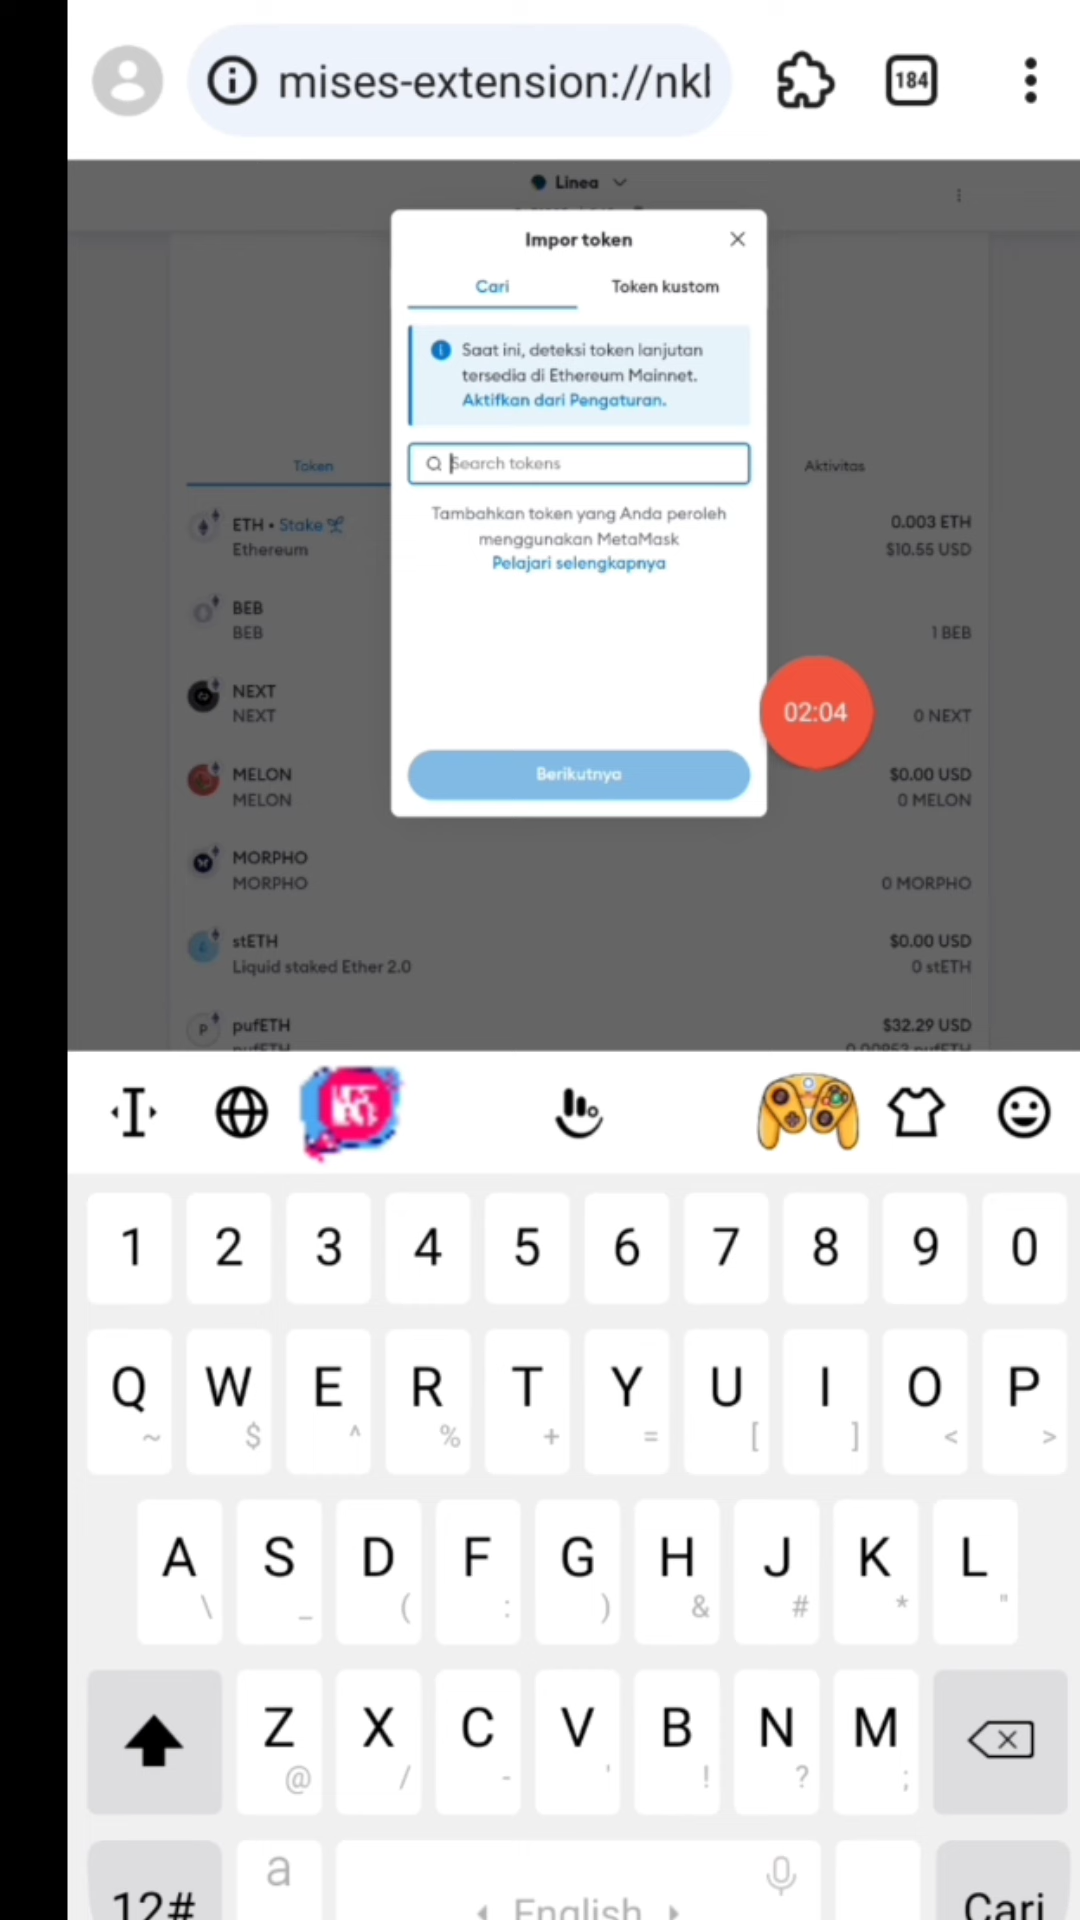 mises-extension://nkl
184
Linea
Impor token
Cari
Token kustom
Saat ini, deteksi token lanjutan
tersedia di Ethereum Mainnet.
Aktifkan dari Pengaturan.
Search tokens
Tambahkan token yang Anda peroleh
menggunakan MetaMask
Pelajari selengkapnya
Berikutnya
Token
Aktivitas
ETH • Stake
0.003 ETH
Ethereum
$10.55 USD
BEB
BEB
1 BEB
NEXT
NEXT
0 NEXT
MELON
$0.00 USD
MELON
0 MELON
MORPHO
MORPHO
0 MORPHO
stETH
$0.00 USD
Liquid staked Ether 2.0
0 stETH
P
pufETH
$32.29 USD
pufETH
02:04
1 2 3 4 5 6 7 8 9 0
Q W E R T Y U I O P
~ $ ^ % + = [ ] < >
A S D F G H J K L
\ _ ( : ) & # * "
Z X C V B N M
@ / - ' ! ? ;
12#
a
English
Cari